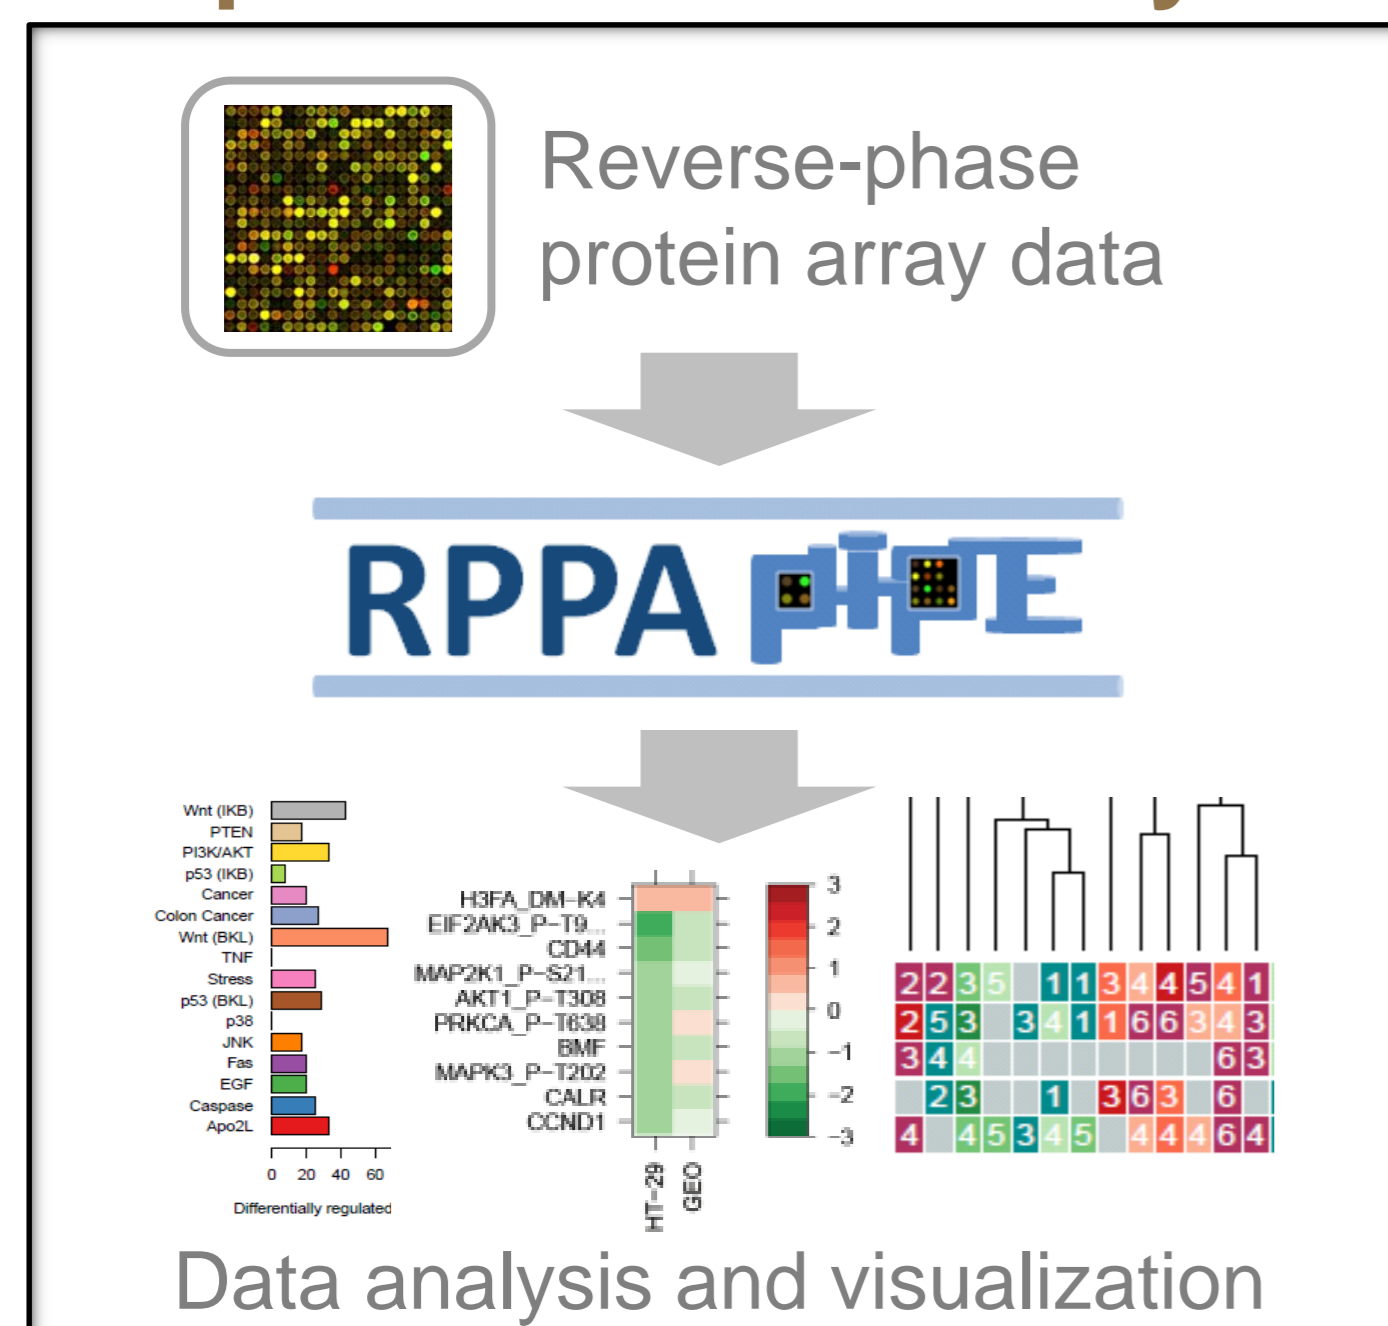 Reverse-phase
protein array data
RPPA pipE
Wnt (IKB)
PTEN
PI3K/AKT
p53 (IKB)
Cancer
Colon Cancer
Wnt (BKL)
TNF
Stress
p53 (BKL)
p38
JNK
Fas
EGF
Caspase
Apo2L
0 20 40 60
Differentially regulated
H3FA_DM-K4
EIF2AK3_P-T9...
CD44
MAP2K1_P-S21...
AKT1_P-T308
PRKCA_P-T638
BMF
MAPK3_P-T202
CALR
CCND1
HT-29
GEO
3
2
1
0
-1
-2
-3
2 2 3 5 1 1 3 4 4 5 4 1
2 5 3 3 4 1 1 6 6 3 4 3
3 4 4 6 3
2 3 1 3 6 3 6
4 4 5 3 4 5 4 4 4 6 4
Data analysis and visualization